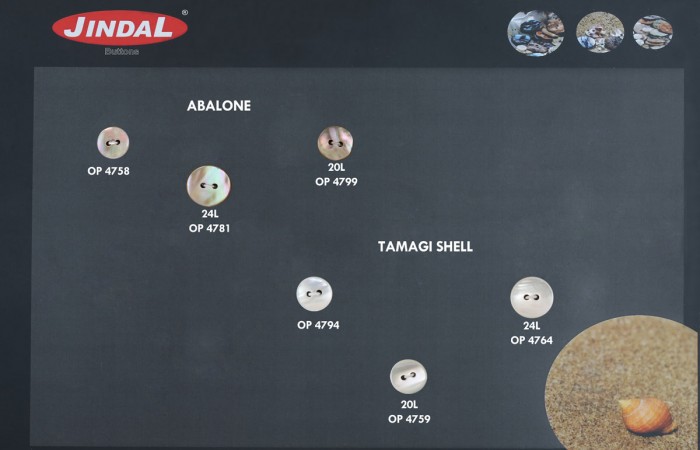 JINDAL®
Buttons
ABALONE
OP 4758
20L
OP 4799
24L
OP 4781
TAMAGI SHELL
OP 4794
24L
OP 4764
20L
OP 4759